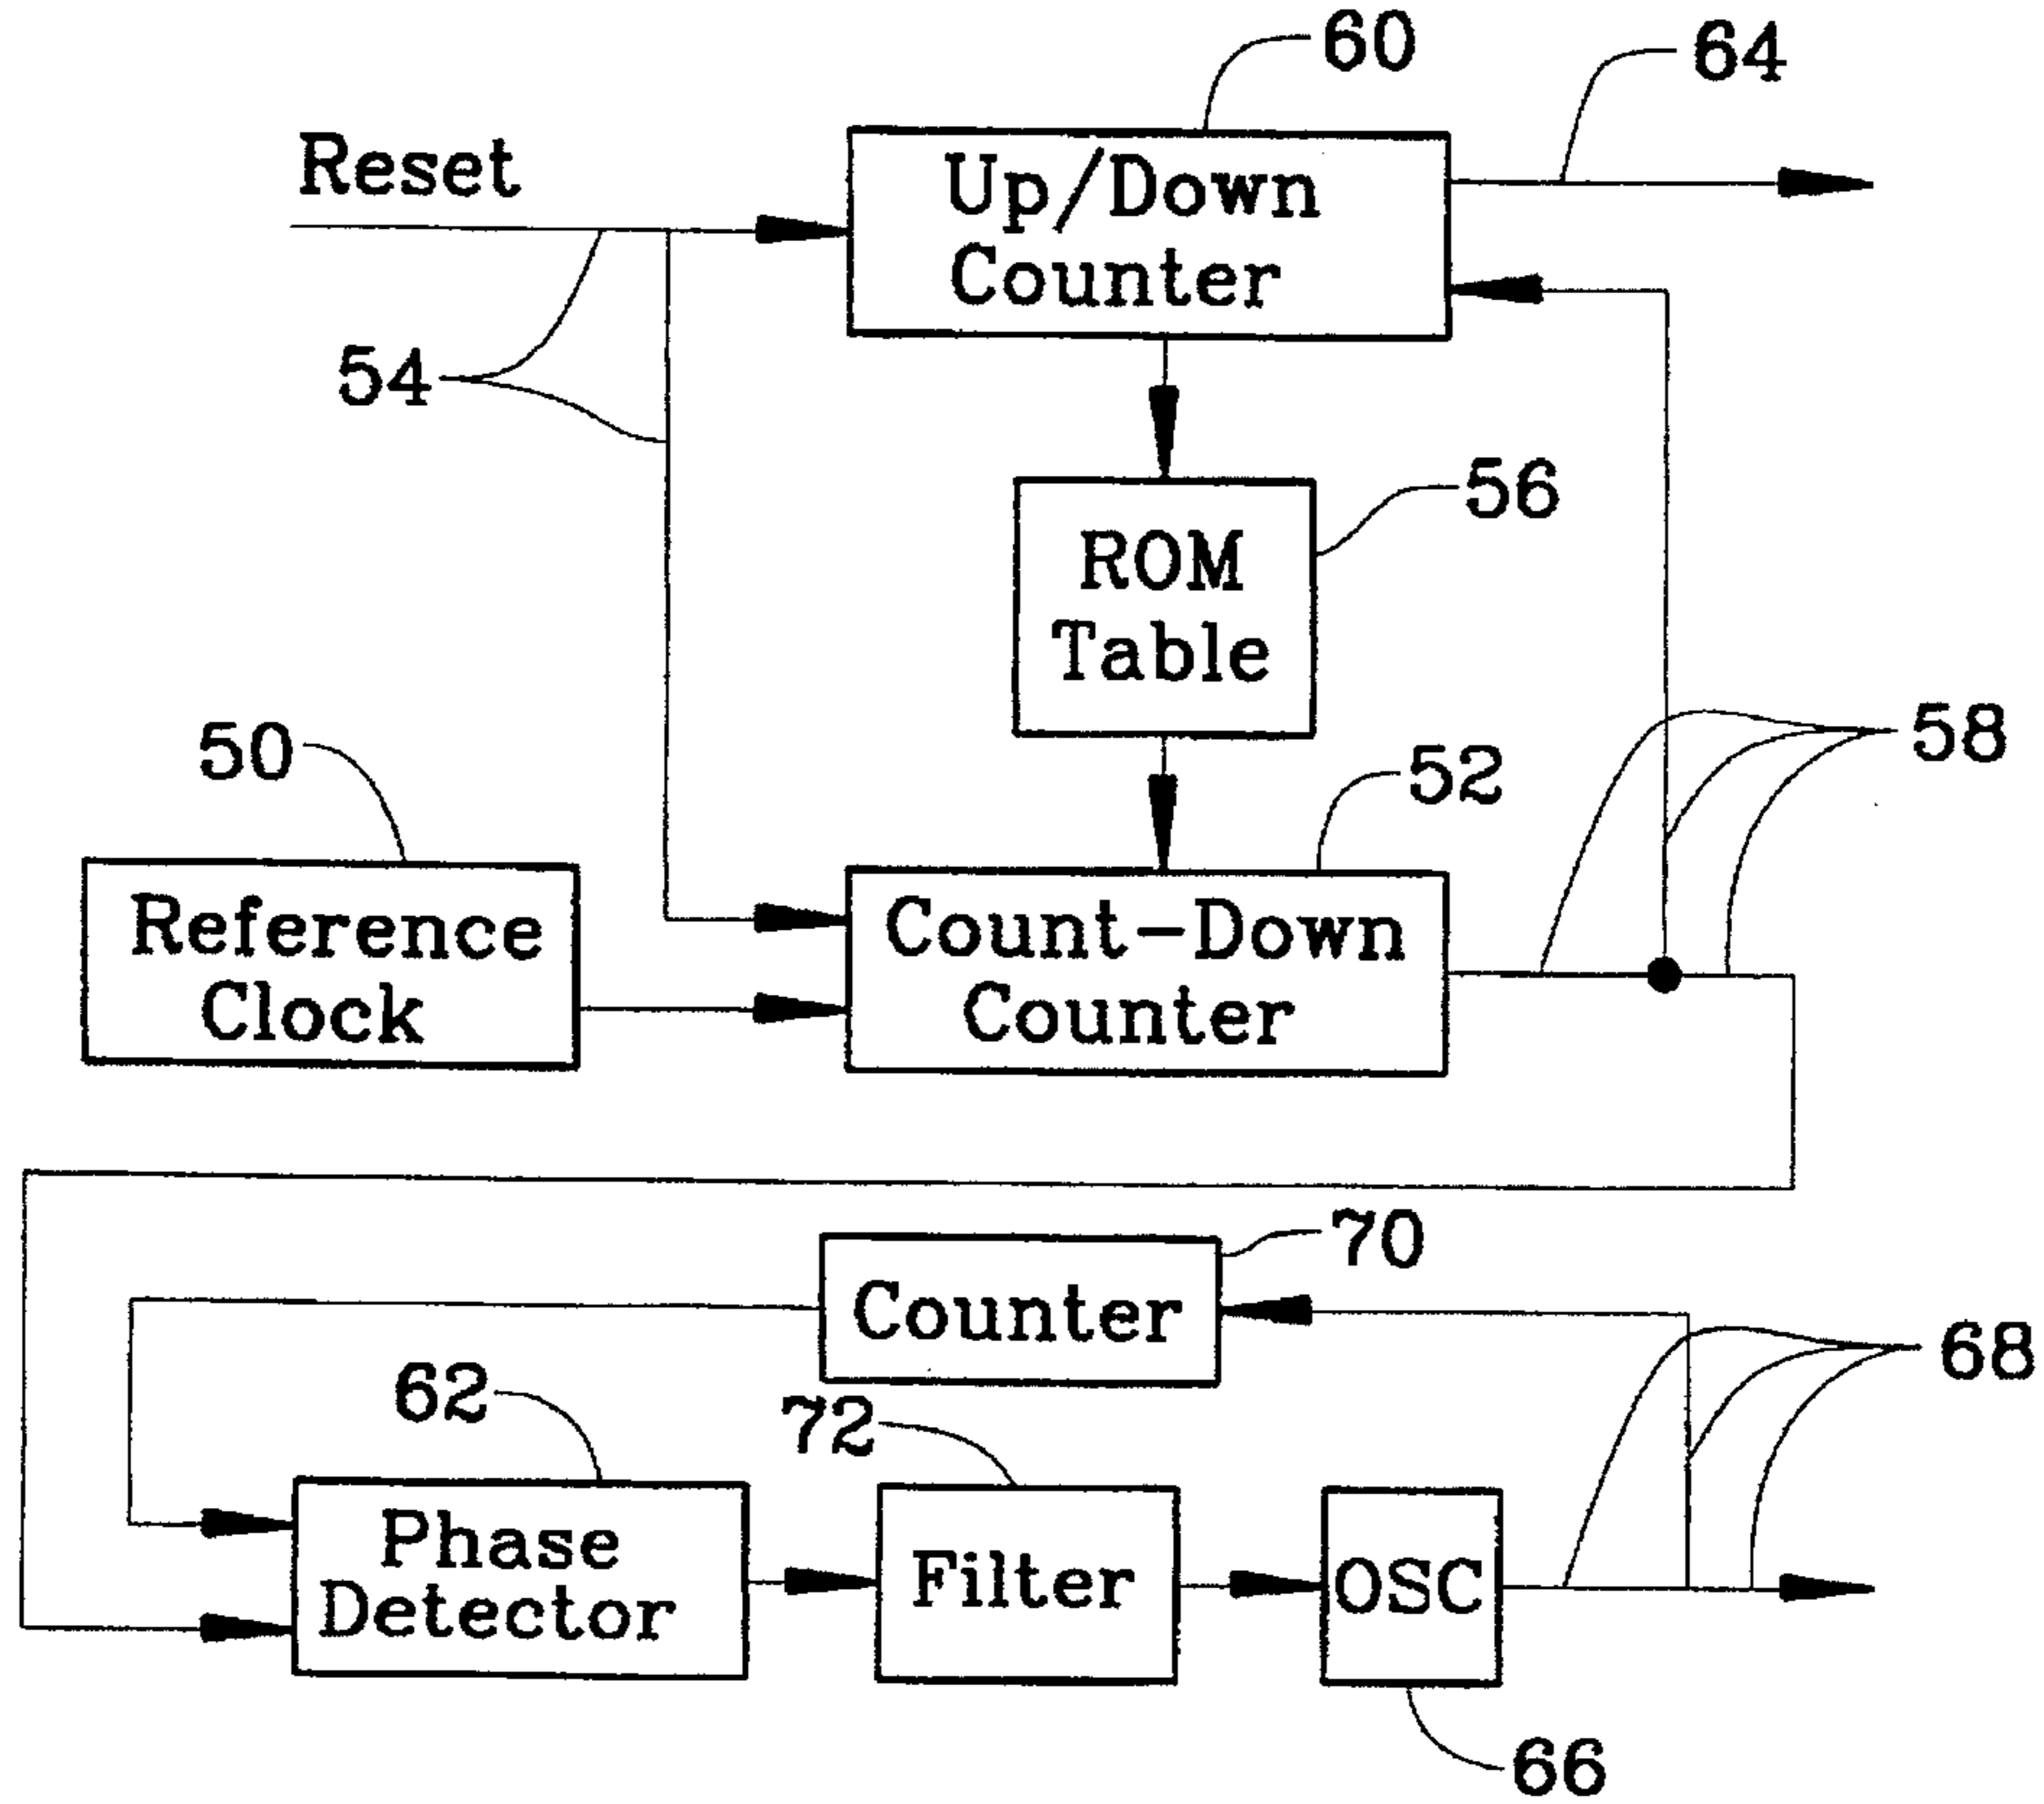 60
64
Reset
Up/Down
Counter
54
56
ROM
Table
58
50
52
Reference
Clock
Count-Down
Counter
70
Counter
68
62
72
Phase
Detector
Filter
OSC
66